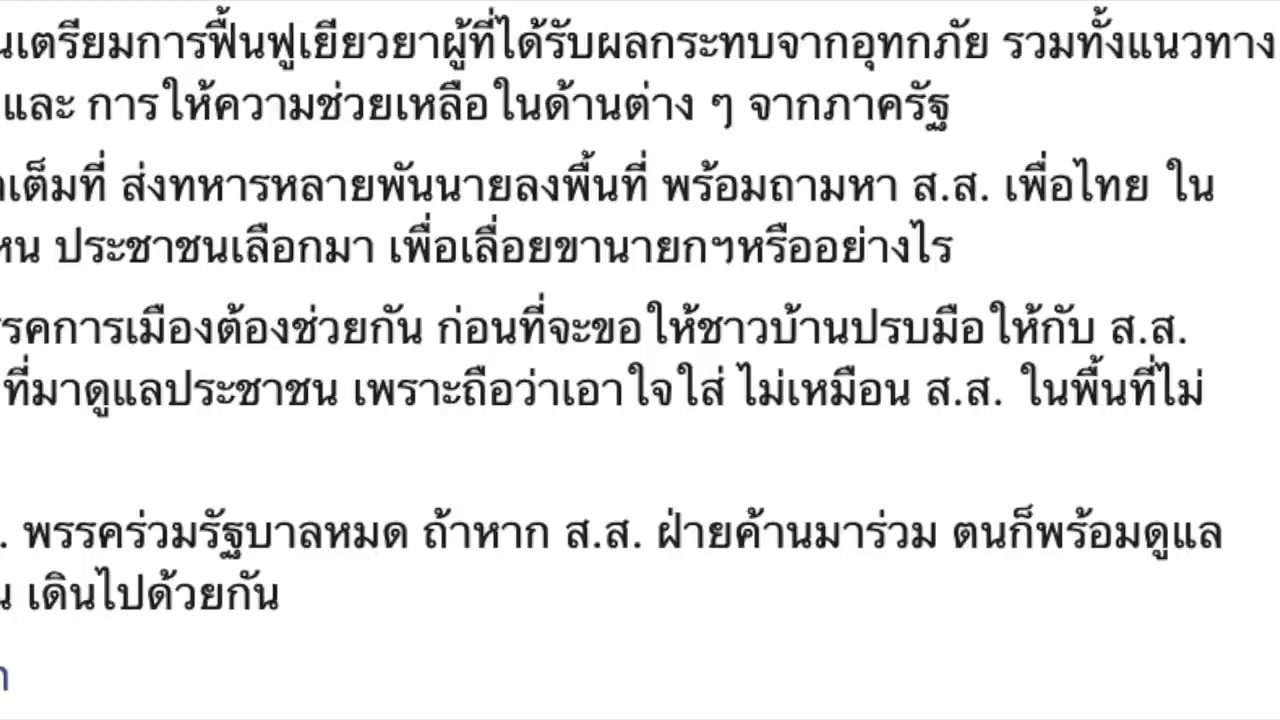 นเตรียมการฟื้นฟูเยียวยาผู้ที่ได้รับผลกระทบจากอุทกภัย รวมทั้งแนวทาง
และ การให้ความช่วยเหลือในด้านต่าง ๆ จากภาครัฐ
เต็มที่ ส่งทหารหลายพันนายลงพื้นที่ พร้อมถามหา ส.ส. เพื่อไทย ใน
หน ประชาชนเลือกมา เพื่อเลื่อยขานายกฯหรืออย่างไร
รคการเมืองต้องช่วยกัน ก่อนที่จะขอให้ชาวบ้านปรบมือให้กับ ส.ส.
ที่มาดูแลประชาชน เพราะถือว่าเอาใจใส่ ไม่เหมือน ส.ส. ในพื้นที่ไม่
. พรรคร่วมรัฐบาลหมด ถ้าหาก ส.ส. ฝ่ายค้านมาร่วม ตนก็พร้อมดูแล
น เดินไปด้วยกัน